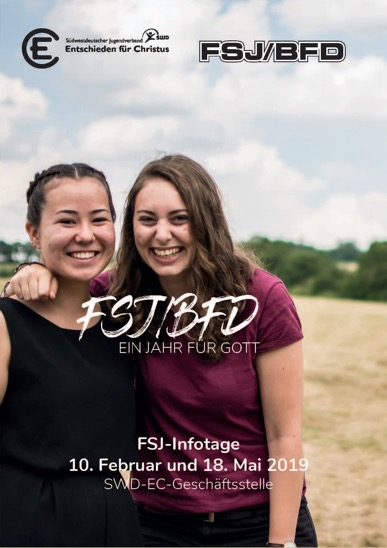 Südwestdeutscher Jugendverband SWD
Entschieden für Christus
FSJ/BFD
FSJ/BFD
EIN JAHR FÜR GOTT
FSJ-Infotage
10. Februar und 18. Mai 2019
SWD-EC-Geschäftsstelle